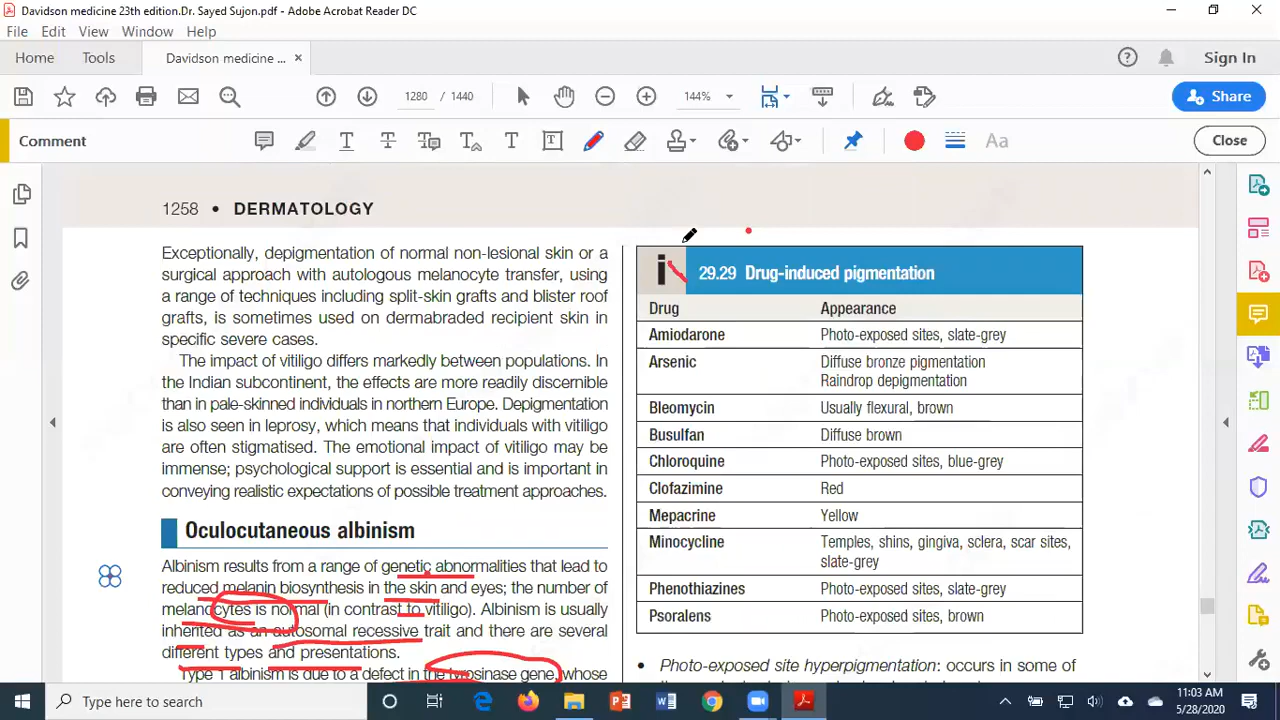 Davidson medicine 23th edition.Dr. Sayed Sujon.pdf - Adobe Acrobat Reader DC
File Edit View Window Help
Home Tools Davidson medicine ... × Sign In
1280 / 1440 144% Share
Comment Close
1258 • DERMATOLOGY
Exceptionally, depigmentation of normal non-lesional skin or a
surgical approach with autologous melanocyte transfer, using
a range of techniques including split-skin grafts and blister roof
grafts, is sometimes used on dermabraded recipient skin in
specific severe cases.
The impact of vitiligo differs markedly between populations. In
the Indian subcontinent, the effects are more readily discernible
than in pale-skinned individuals in northern Europe. Depigmentation
is also seen in leprosy, which means that individuals with vitiligo
are often stigmatised. The emotional impact of vitiligo may be
immense; psychological support is essential and is important in
conveying realistic expectations of possible treatment approaches.
Oculocutaneous albinism
Albinism results from a range of genetic abnormalities that lead to
reduced melanin biosynthesis in the skin and eyes; the number of
melanocytes is normal (in contrast to vitiligo). Albinism is usually
inherited as an autosomal recessive trait and there are several
different types and presentations.
Type 1 albinism is due to a defect in the tyrosinase gene, whose
i 29.29 Drug-induced pigmentation
Drug Appearance
Amiodarone Photo-exposed sites, slate-grey
Arsenic Diffuse bronze pigmentation
Raindrop depigmentation
Bleomycin Usually flexural, brown
Busulfan Diffuse brown
Chloroquine Photo-exposed sites, blue-grey
Clofazimine Red
Mepacrine Yellow
Minocycline Temples, shins, gingiva, sclera, scar sites,
slate-grey
Phenothiazines Photo-exposed sites, slate-grey
Psoralens Photo-exposed sites, brown
• Photo-exposed site hyperpigmentation: occurs in some of
Type here to search
11:03 AM
5/28/2020